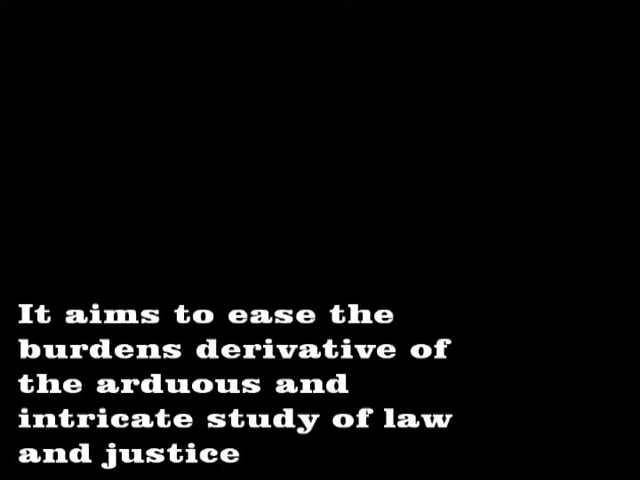 It aims to ease the
burdens derivative of
the arduous and
intricate study of law
and justice